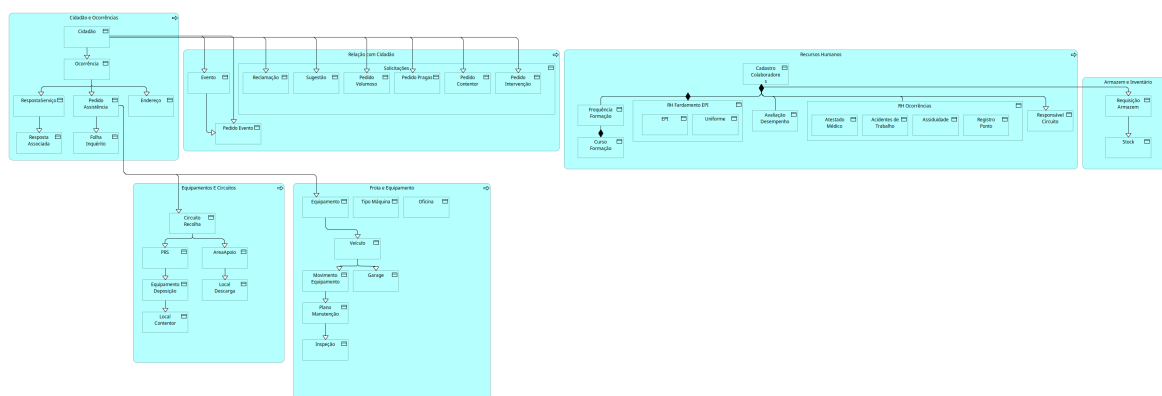 Cidadão e Ocorrências
Cidadão
Ocorrência
RespostaServiço
Pedido
Assistência
Endereço
Resposta
Associada
Folha
Inquérito
Relação com Cidadão
Evento
Solicitações
Reclamação
Sugestão
Pedido
Volumoso
Pedido Pragas
Pedido
Contentor
Pedido
Intervenção
Pedido Evento
Recursos Humanos
Cadastro
Colaboradore
s
Frequência
Formação
RH Fardamento EPI
EPI
Uniforme
Avaliação
Desempenho
RH Ocorrências
Atestado
Médico
Acidentes de
Trabalho
Assiduidade
Registro
Ponto
Responsável
Circuito
Curso
Formação
Armazem e Inventário
Requisição
Armazem
Stock
Equipamentos E Circuitos
Circuito
Recolha
PRS
AreaApoio
Equipamento
Deposição
Local
Descarga
Local
Contentor
Frota e Equipamento
Equipamento
Tipo Máquina
Oficina
Veículo
Movimento
Equipamento
Garage
Plano
Manutenção
Inspeção